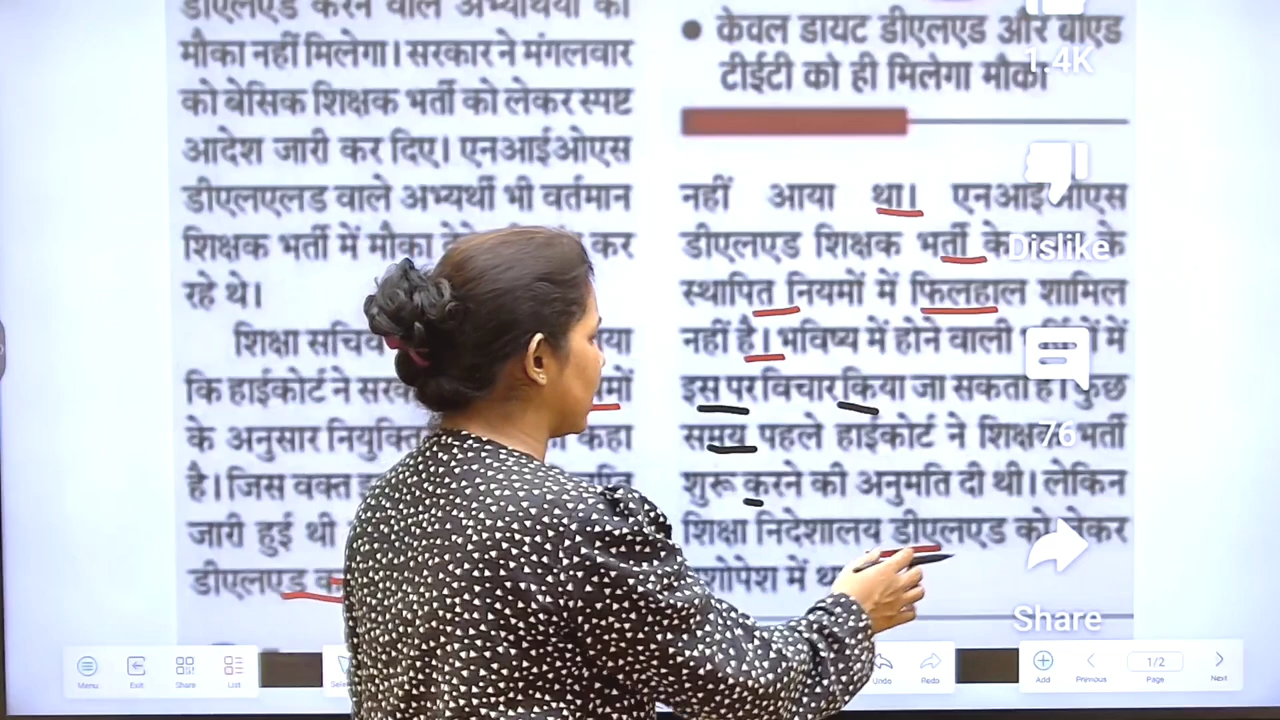 डीएलएड करने वाले अभ्यर्थियों को
मौका नहीं मिलेगा। सरकार ने मंगलवार
को बेसिक शिक्षक भर्ती को लेकर स्पष्ट
आदेश जारी कर दिए। एनआईओएस
डीएलएलड वाले अभ्यर्थी भी वर्तमान
शिक्षक भर्ती में मौका कर
रहे थे।
शिक्षा सचिव
कि हाईकोर्ट ने
के अनुसार कहा
है। जिस वक्त
जारी हुई थी
डीएलएड
● केवल डायट डीएलएड और बीएड
टीईटी को ही मिलेगा मौका
नहीं आया था। एनआईओएस
डीएलएड शिक्षक भर्ती के के
स्थापित नियमों में फिलहाल शामिल
नहीं है। भविष्य में होने वाली में
इस पर विचार किया जा सकता है। कुछ
समय पहले हाईकोर्ट ने शिक्षक भर्ती
शुरू करने की अनुमति दी थी। लेकिन
शिक्षा निदेशालय डीएलएड को लेकर
में
1.4K
Dislike
76
Share
Menu
Exit
Share
List
Undo
Redo
Add
Previous
1/2
Page
Next